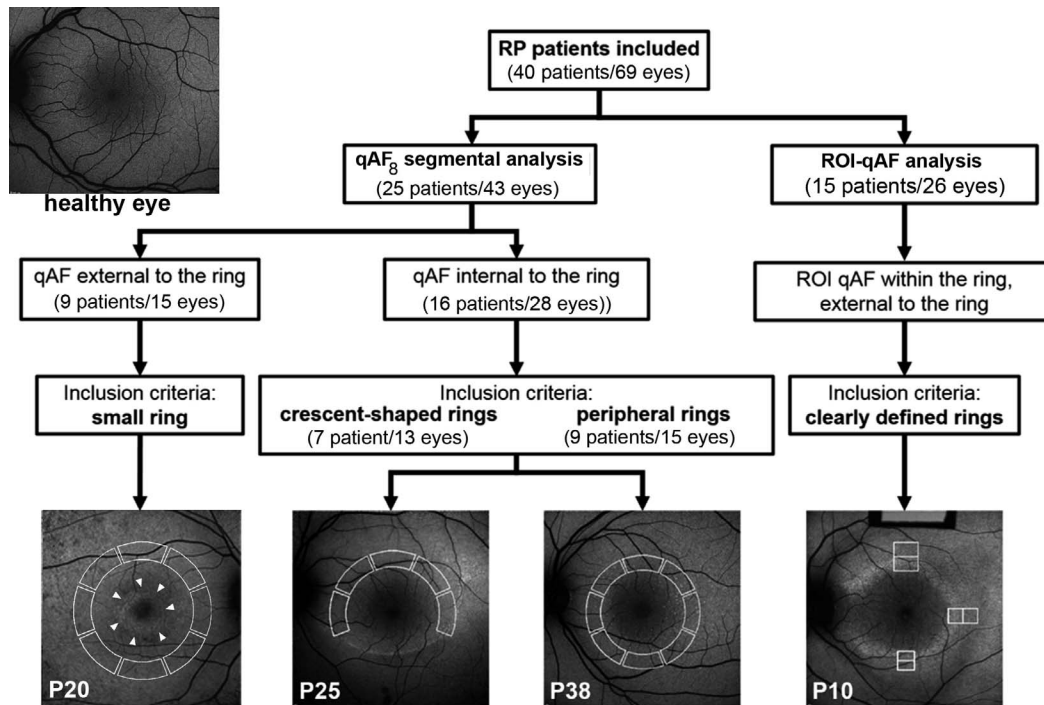 RP patients included
(40 patients/69 eyes)
healthy eye
qAF8 segmental analysis
(25 patients/43 eyes)
ROI-qAF analysis
(15 patients/26 eyes)
qAF external to the ring
(9 patients/15 eyes)
qAF internal to the ring
(16 patients/28 eyes))
ROI qAF within the ring,
external to the ring
Inclusion criteria:
small ring
Inclusion criteria:
crescent-shaped rings peripheral rings
(7 patient/13 eyes) (9 patients/15 eyes)
Inclusion criteria:
clearly defined rings
P20
P25
P38
P10